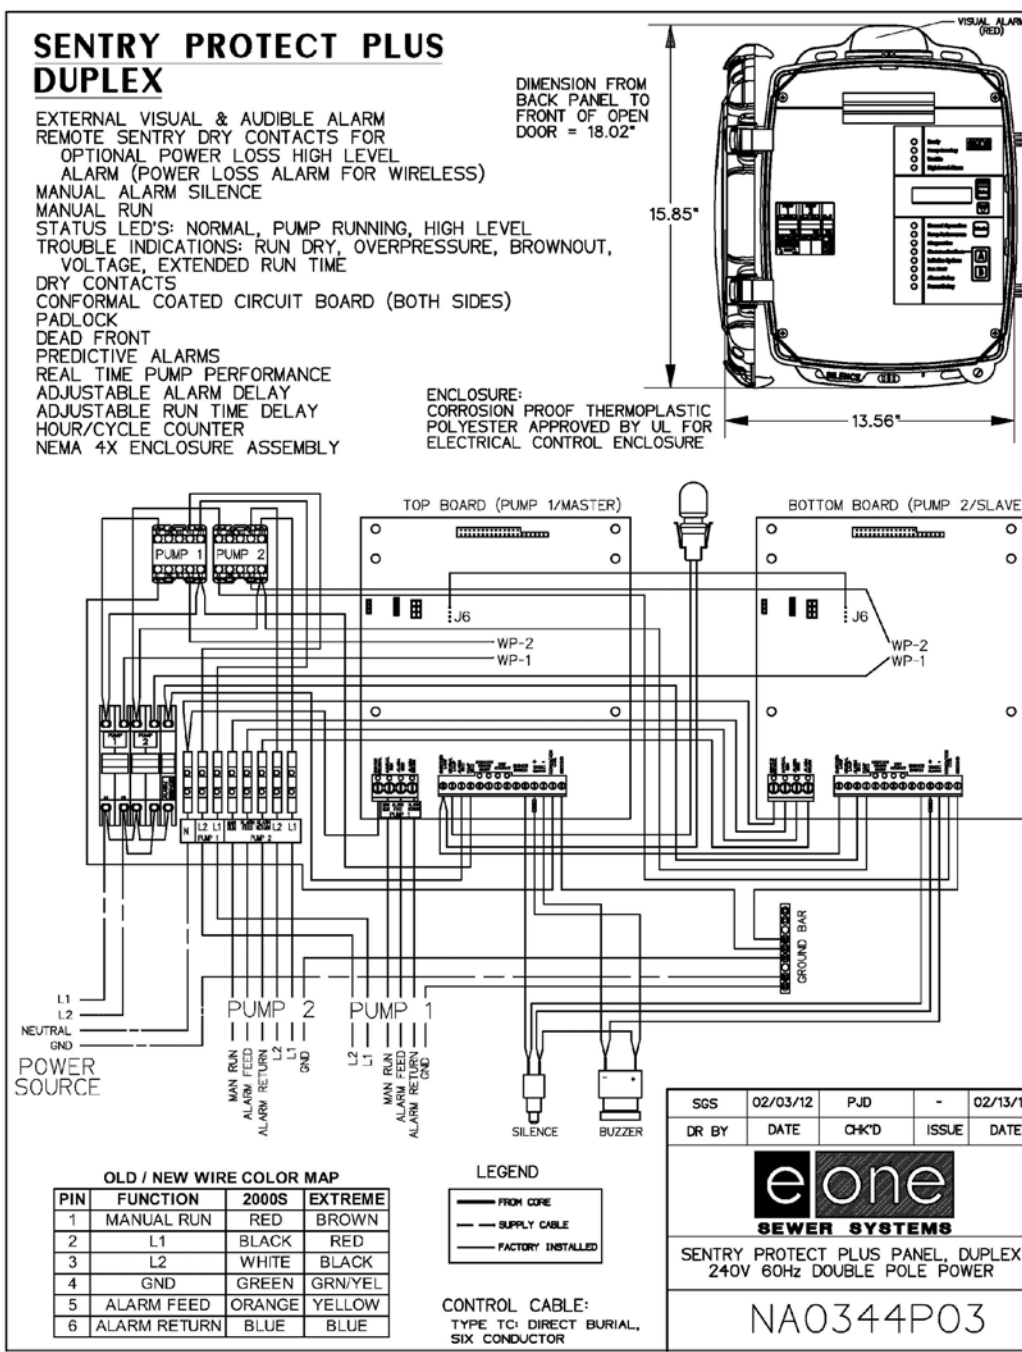 SENTRY PROTECT PLUS
DUPLEX
EXTERNAL VISUAL & AUDIBLE ALARM
REMOTE SENTRY DRY CONTACTS FOR
OPTIONAL POWER LOSS HIGH LEVEL
ALARM (POWER LOSS ALARM FOR WIRELESS)
MANUAL ALARM SILENCE
MANUAL RUN
STATUS LED'S: NORMAL, PUMP RUNNING, HIGH LEVEL
TROUBLE INDICATIONS: RUN DRY, OVERPRESSURE, BROWNOUT,
VOLTAGE, EXTENDED RUN TIME
DRY CONTACTS
CONFORMAL COATED CIRCUIT BOARD (BOTH SIDES)
PADLOCK
DEAD FRONT
PREDICTIVE ALARMS
REAL TIME PUMP PERFORMANCE
ADJUSTABLE ALARM DELAY
ADJUSTABLE RUN TIME DELAY
HOUR/CYCLE COUNTER
NEMA 4X ENCLOSURE ASSEMBLY
DIMENSION FROM
BACK PANEL TO
FRONT OF OPEN
DOOR = 18.02"
VISUAL ALARM
(RED)
15.85"
A
B
SILENCE
13.56"
ENCLOSURE:
CORROSION PROOF THERMOPLASTIC
POLYESTER APPROVED BY UL FOR
ELECTRICAL CONTROL ENCLOSURE
TOP BOARD (PUMP 1/MASTER)
BOTTOM BOARD (PUMP 2/SLAVE
PUMP 1
PUMP 2
J6
J6
WP-2
WP-1
WP-2
WP-1
PUMP 1
PUMP 2
N
L2
L1
L2
L1
PUMP 1
PUMP 2
PUMP 1
GROUND BAR
L1
L2
NEUTRAL
GND
POWER
SOURCE
PUMP 2
MAN RUN
ALARM FEED
ALARM RETURN
L2
L1
GND
PUMP 1
L2
L1
MAN RUN
ALARM FEED
ALARM RETURN
GND
SILENCE
BUZZER
OLD / NEW WIRE COLOR MAP
PIN FUNCTION 2000S EXTREME
1 MANUAL RUN RED BROWN
2 L1 BLACK RED
3 L2 WHITE BLACK
4 GND GREEN GRN/YEL
5 ALARM FEED ORANGE YELLOW
6 ALARM RETURN BLUE BLUE
LEGEND
FROM CORE
SUPPLY CABLE
FACTORY INSTALLED
CONTROL CABLE:
TYPE TC: DIRECT BURIAL,
SIX CONDUCTOR
SGS 02/03/12 PJD - 02/13/1
DR BY DATE CHK'D ISSUE DATE
e one
SEWER SYSTEMS
SENTRY PROTECT PLUS PANEL, DUPLEX
240V 60Hz DOUBLE POLE POWER
NA0344P03